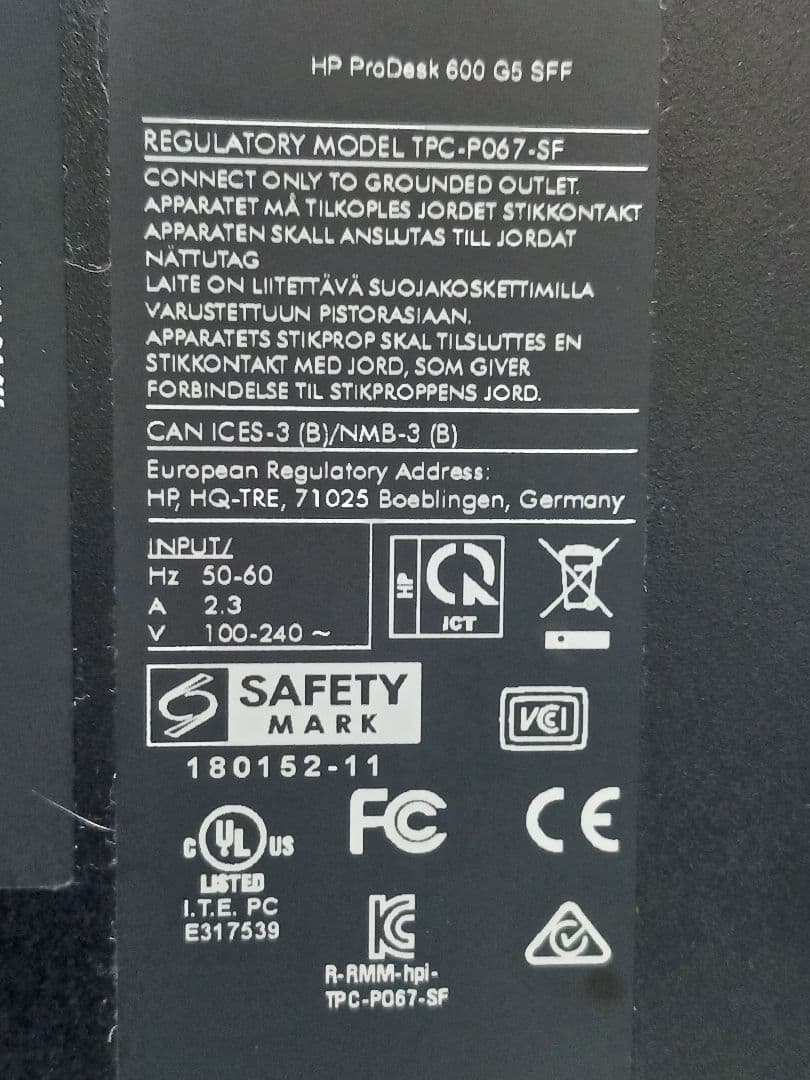 HP ProDesk 600 G5 SFF
REGULATORY MODEL TPC-P067-SF
CONNECT ONLY TO GROUNDED OUTLET.
APPARATET MÅ TILKOPLES JORDET STIKKONTAKT
APPARATEN SKALL ANSLUTAS TILL JORDAT
NÄTTUTAG
LAITE ON LIITETTÄVÄ SUOJAKOSKETTIMILLA
VARUSTETTUUN PISTORASIAAN.
APPARATETS STIKPROP SKAL TILSLUTTES EN
STIKKONTAKT MED JORD, SOM GIVER
FORBINDELSE TIL STIKPROPPENS JORD.
CAN ICES-3 (B)/NMB-3 (B)
European Regulatory Address:
HP, HQ-TRE, 71025 Boeblingen, Germany
INPUT/
Hz 50-60
A 2.3
V 100-240 ~
HP
ICT
SAFETY
MARK
180152-11
VCI
C UL US
LISTED
I.T.E. PC
E317539
FC
CE
R-RMM-hpi-
TPC-P067-SF